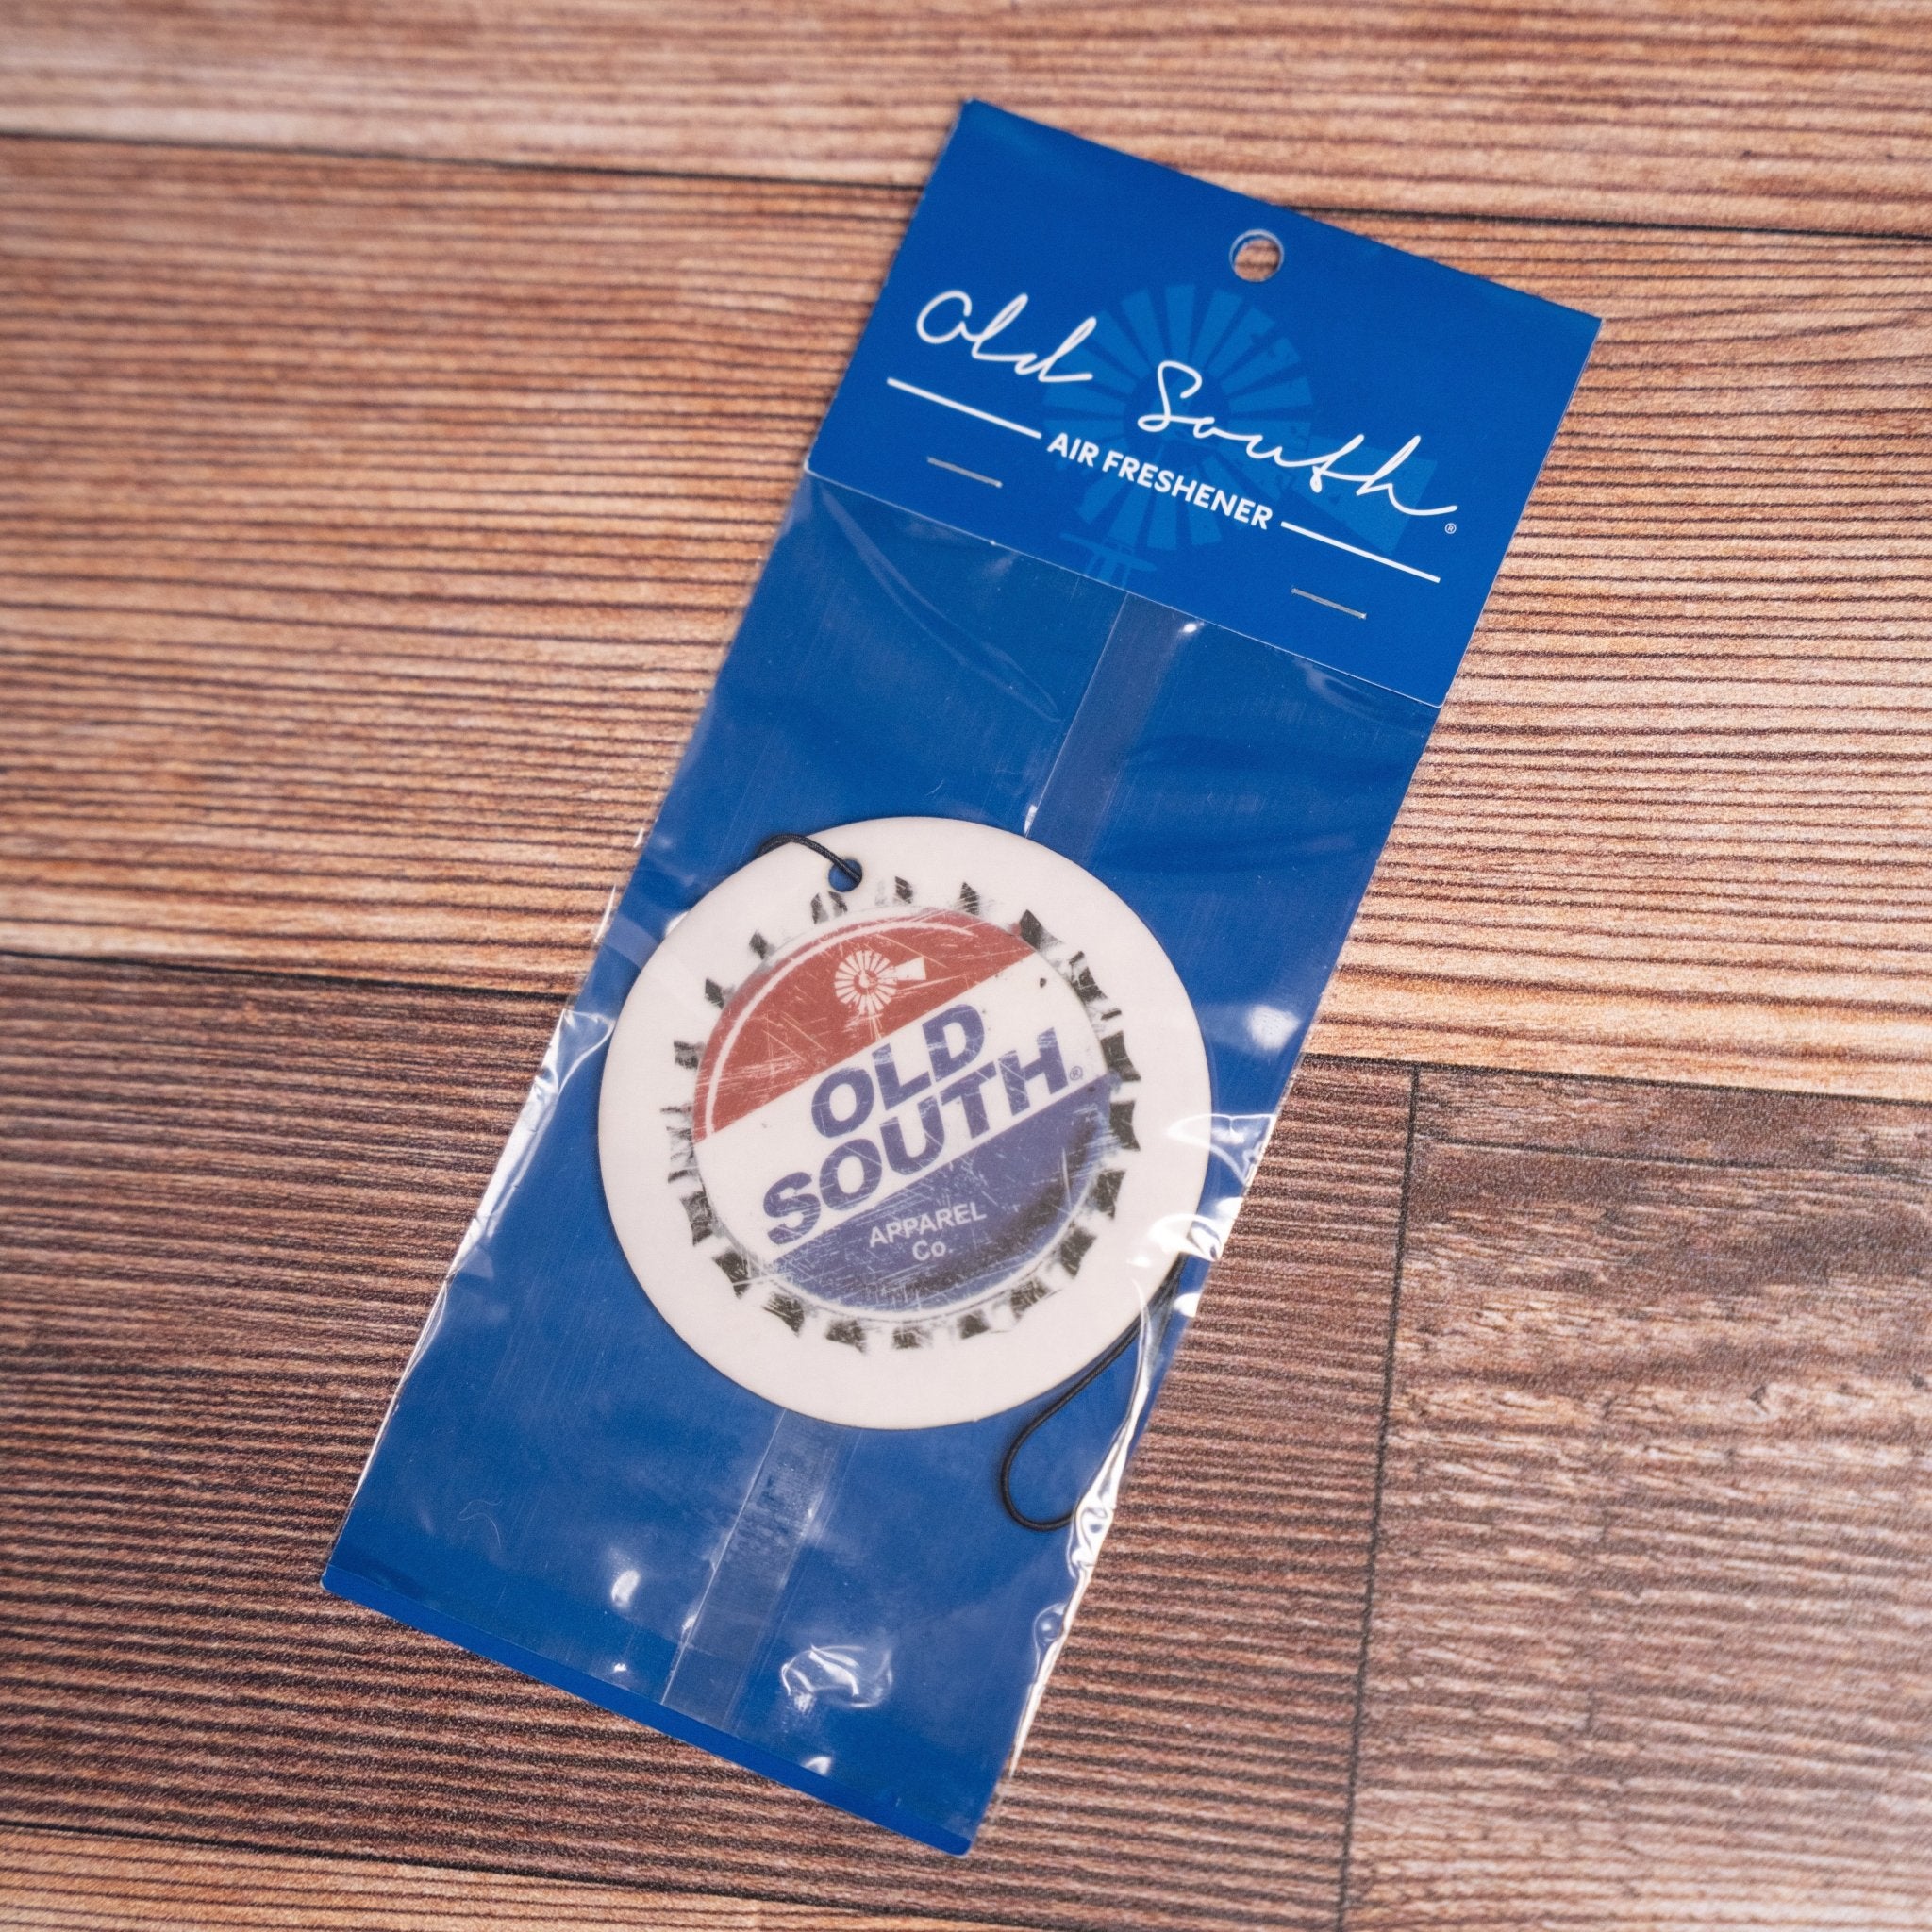 Old South®
AIR FRESHENER
OLD
SOUTH®
APPAREL
Co.